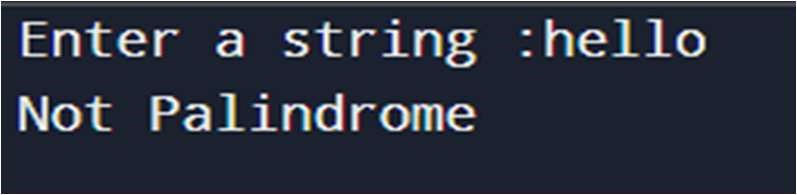 Enter a string :hello
Not Palindrome